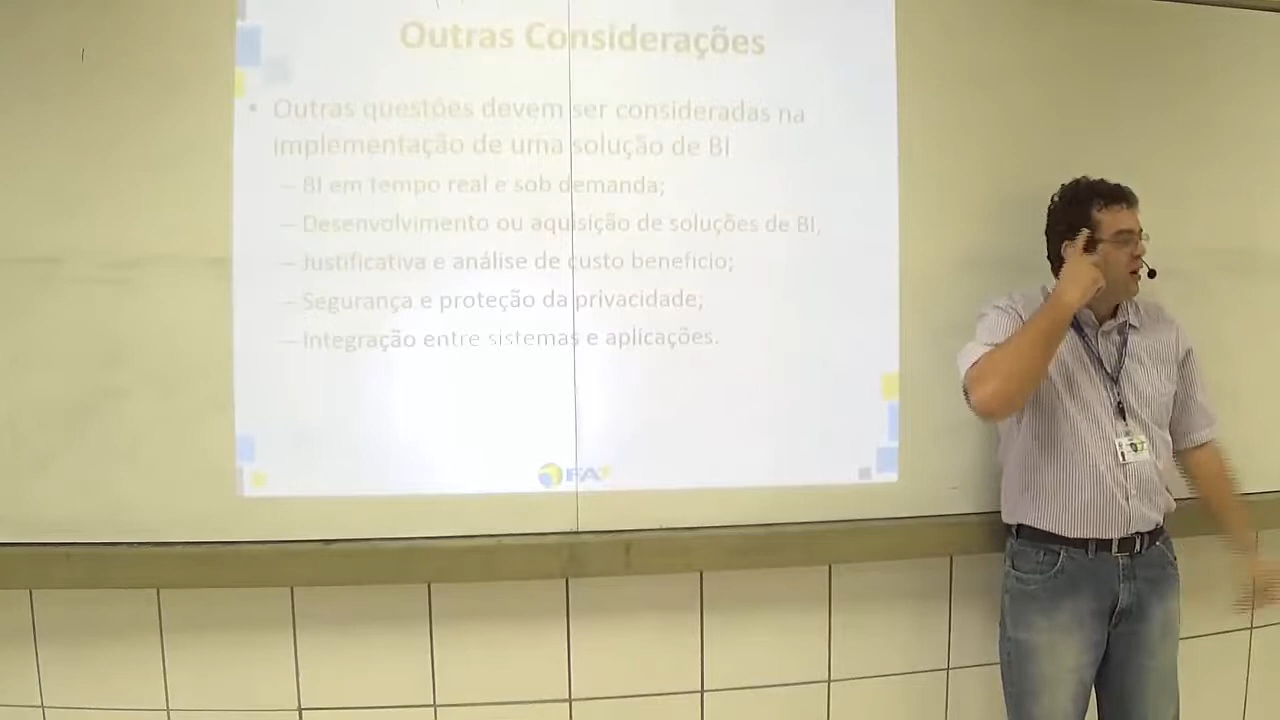 Outras Considerações
• Outras questões devem ser consideradas na
implementação de uma solução de BI
– BI em tempo real e sob demanda;
– Desenvolvimento ou aquisição de soluções de BI;
– Justificativa e análise de custo beneficio;
– Segurança e proteção da privacidade;
– Integração entre sistemas e aplicações.
FA7